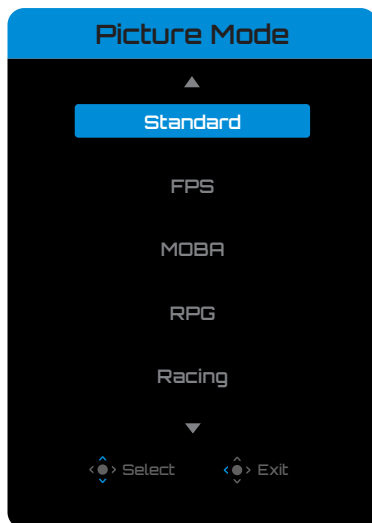 Picture Mode
Standard
FPS
MOBA
RPG
Racing
Select Exit